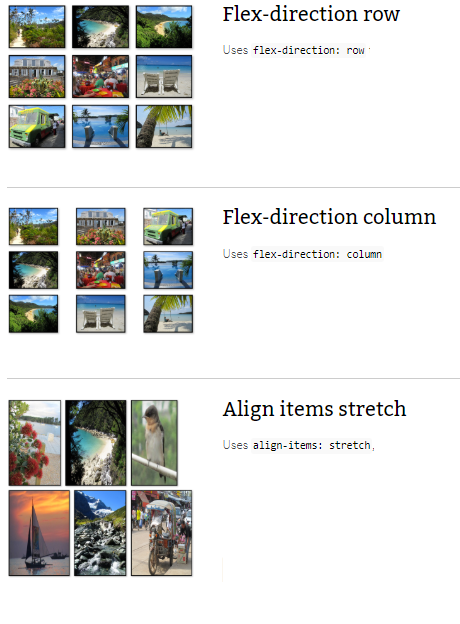 Flex-direction row
Uses flex-direction: row
Flex-direction column
Uses flex-direction: column
Align items stretch
Uses align-items: stretch,